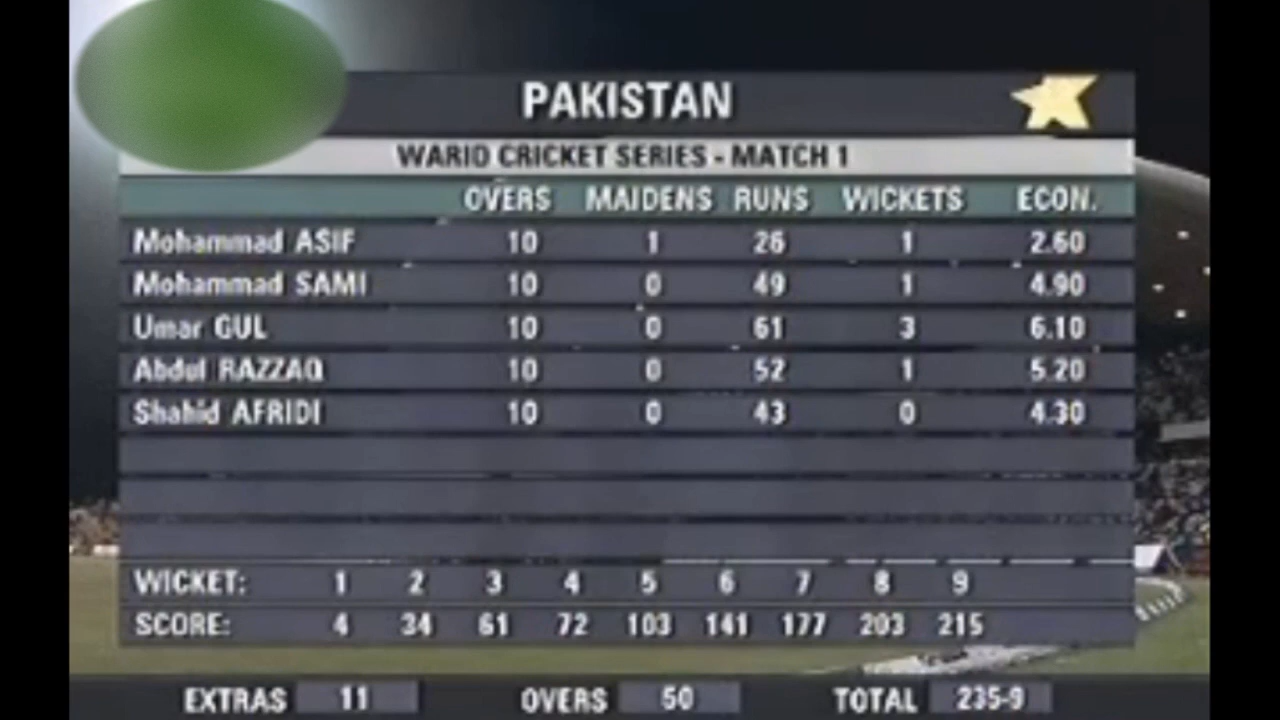 PAKISTAN
WARID CRICKET SERIES - MATCH 1
OVERS MAIDENS RUNS WICKETS ECON.
Mohammad ASIF 10 1 26 1 2.60
Mohammad SAMI 10 0 49 1 4.90
Umar GUL 10 0 61 3 6.10
Abdul RAZZAQ 10 0 52 1 5.20
Shahid AFRIDI 10 0 43 0 4.30
WICKET: 1 2 3 4 5 6 7 8 9
SCORE: 4 34 61 72 103 141 177 203 215
EXTRAS 11 OVERS 50 TOTAL 235-9